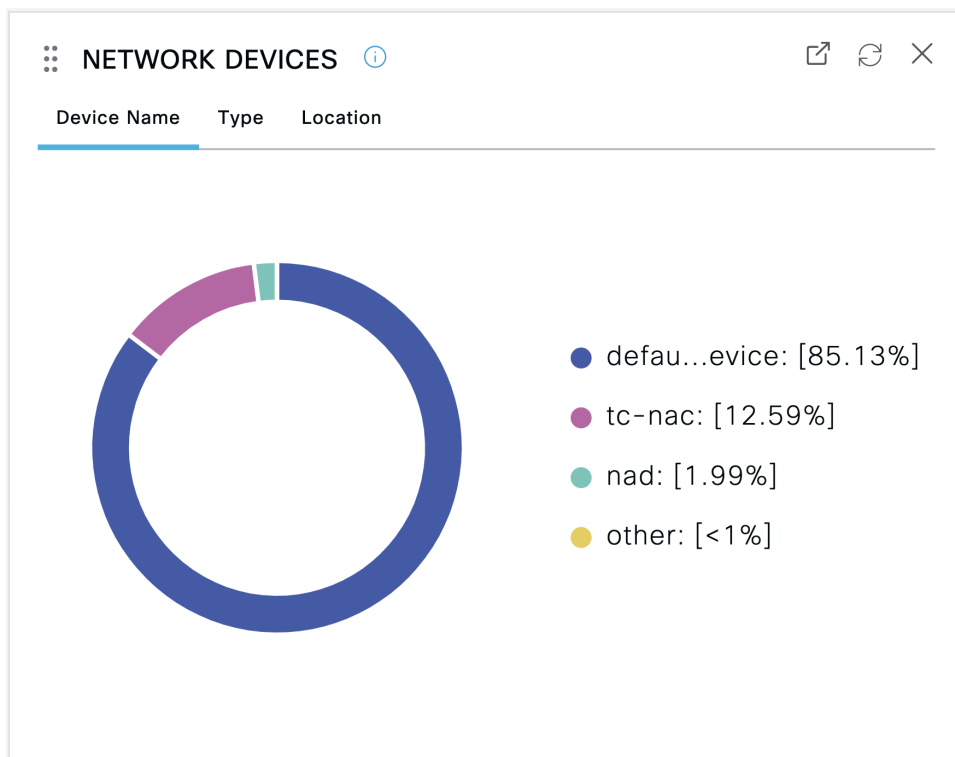 NETWORK DEVICES
Device Name Type Location
defau...evice: [85.13%]
tc-nac: [12.59%]
nad: [1.99%]
other: [<1%]